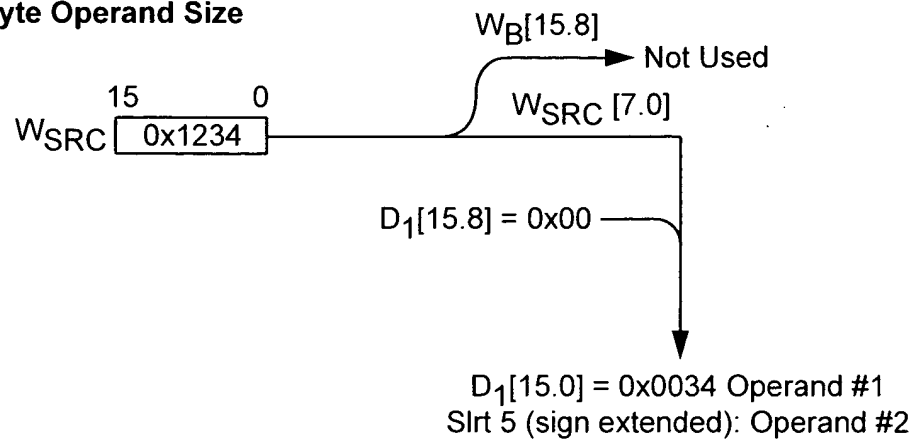 yte Operand Size
W_B[15.8]
Not Used
15 0
W_SRC 0x1234
W_SRC [7.0]
D_1[15.8] = 0x00
D_1[15.0] = 0x0034 Operand #1
Slrt 5 (sign extended): Operand #2